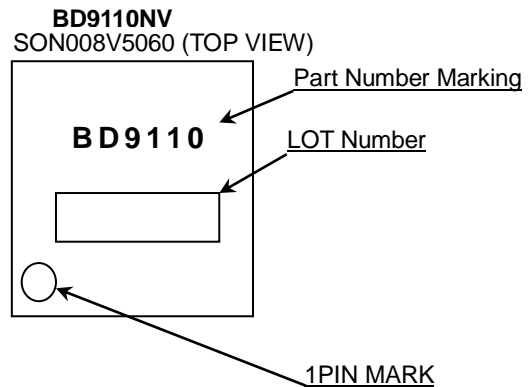 BD9110NV
SON008V5060 (TOP VIEW)
Part Number Marking
BD9110
LOT Number
1PIN MARK